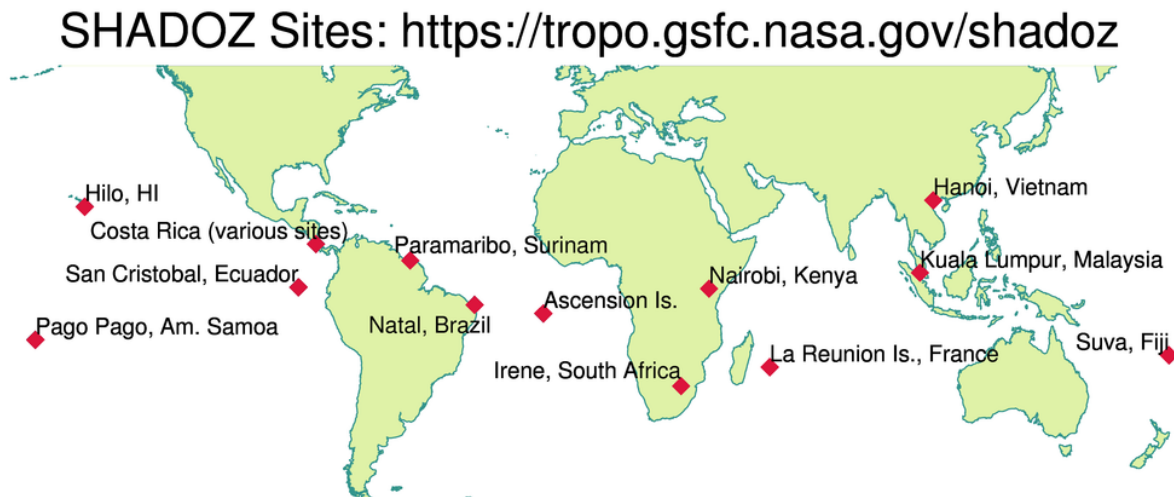 SHADOZ Sites: https://tropo.gsfc.nasa.gov/shadoz
Hilo, HI
Hanoi, Vietnam
Costa Rica (various sites)
Paramaribo, Surinam
Kuala Lumpur, Malaysia
San Cristobal, Ecuador
Nairobi, Kenya
Ascension Is.
Pago Pago, Am. Samoa
Natal, Brazil
Suva, Fiji
La Reunion Is., France
Irene, South Africa